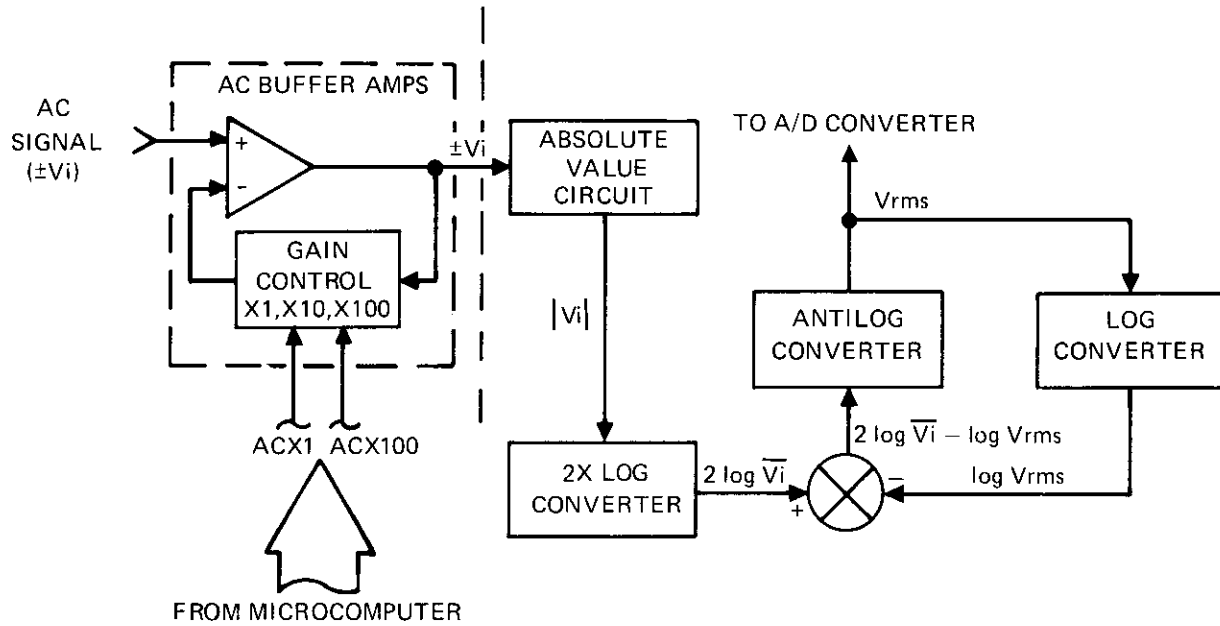 AC BUFFER AMPS
AC
SIGNAL
(±Vi)
+
-
±Vi
GAIN
CONTROL
X1,X10,X100
ACX1 ACX100
FROM MICROCOMPUTER
ABSOLUTE
VALUE
CIRCUIT
|Vi|
2X LOG
CONVERTER
2 log V̅i̅
+
−
2 log V̅i̅ − log Vrms
log Vrms
ANTILOG
CONVERTER
LOG
CONVERTER
Vrms
TO A/D CONVERTER